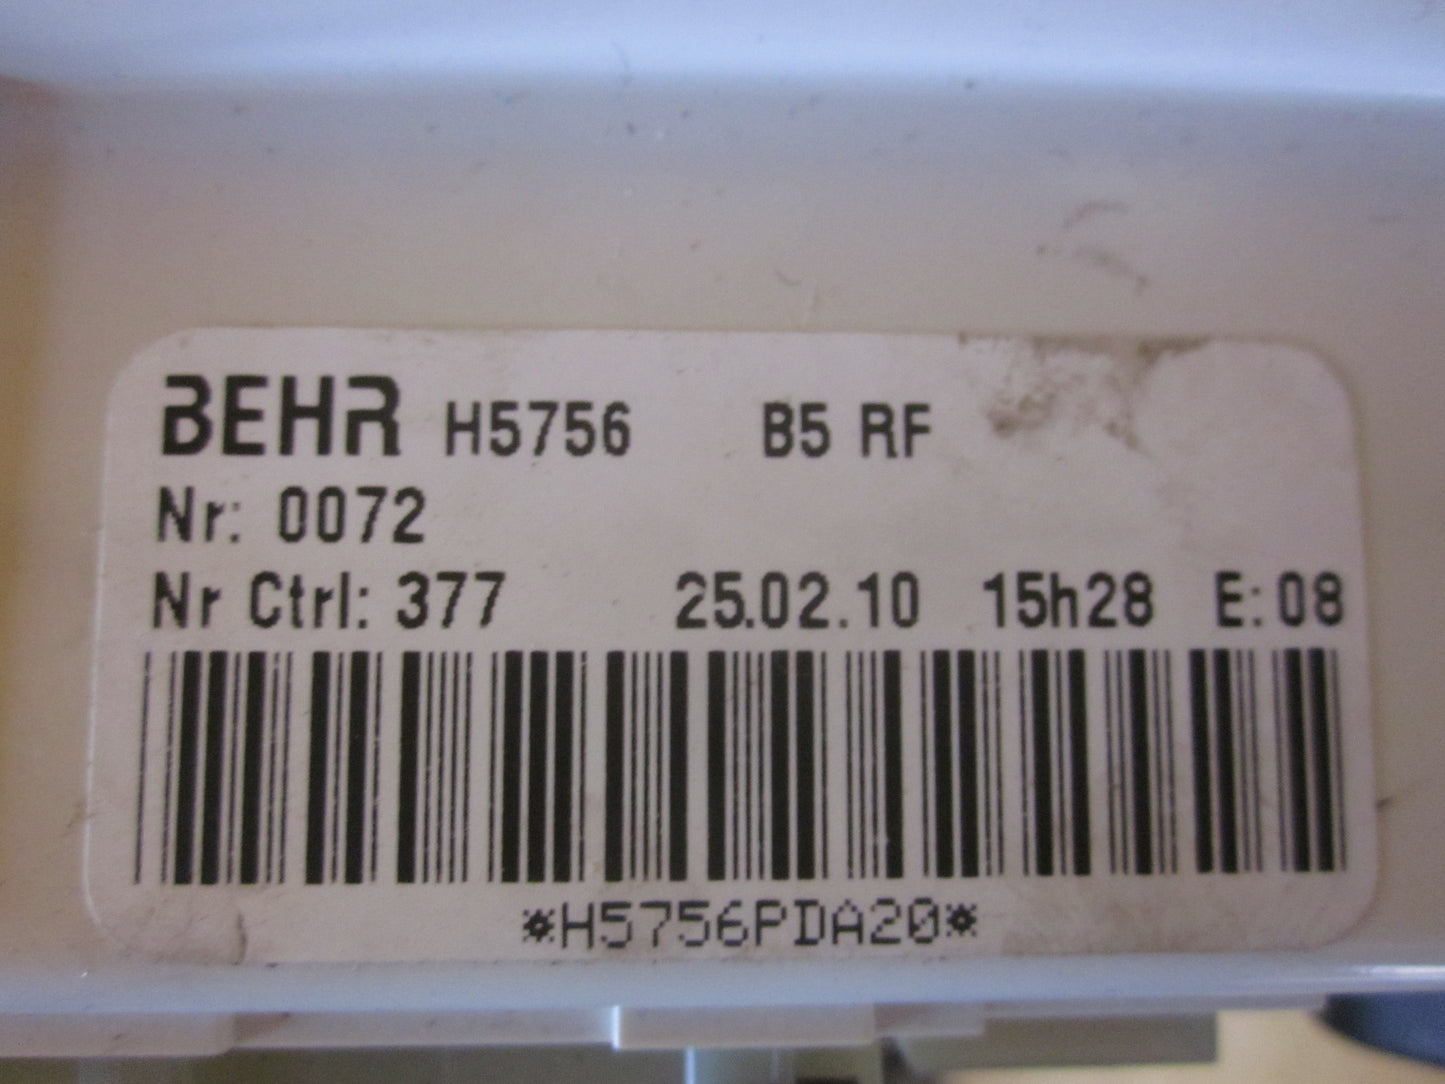 BEHR H5756 B5 RF
Nr: 0072
Nr Ctrl: 377 25.02.10 15h28 E:08
*H5756PDA20*